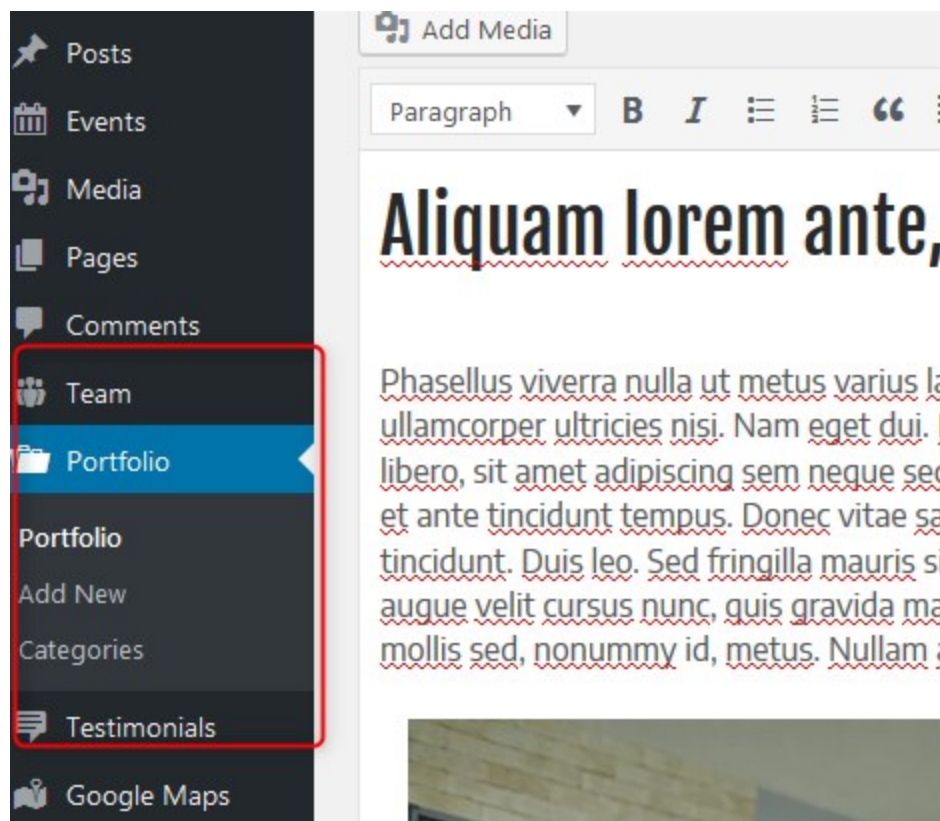 Posts
Events
Media
Pages
Comments
Team
Portfolio
Portfolio
Add New
Categories
Testimonials
Google Maps
Add Media
Paragraph
B I
Aliquam lorem ante,
Phasellus viverra nulla ut metus varius
ullamcorper ultricies nisi. Nam eget dui.
libero, sit amet adipiscing sem neque sed
et ante tincidunt tempus. Donec vitae
tincidunt. Duis leo. Sed fringilla mauris
augue velit cursus nunc, quis gravida
mollis sed, nonummy id, metus. Nullam